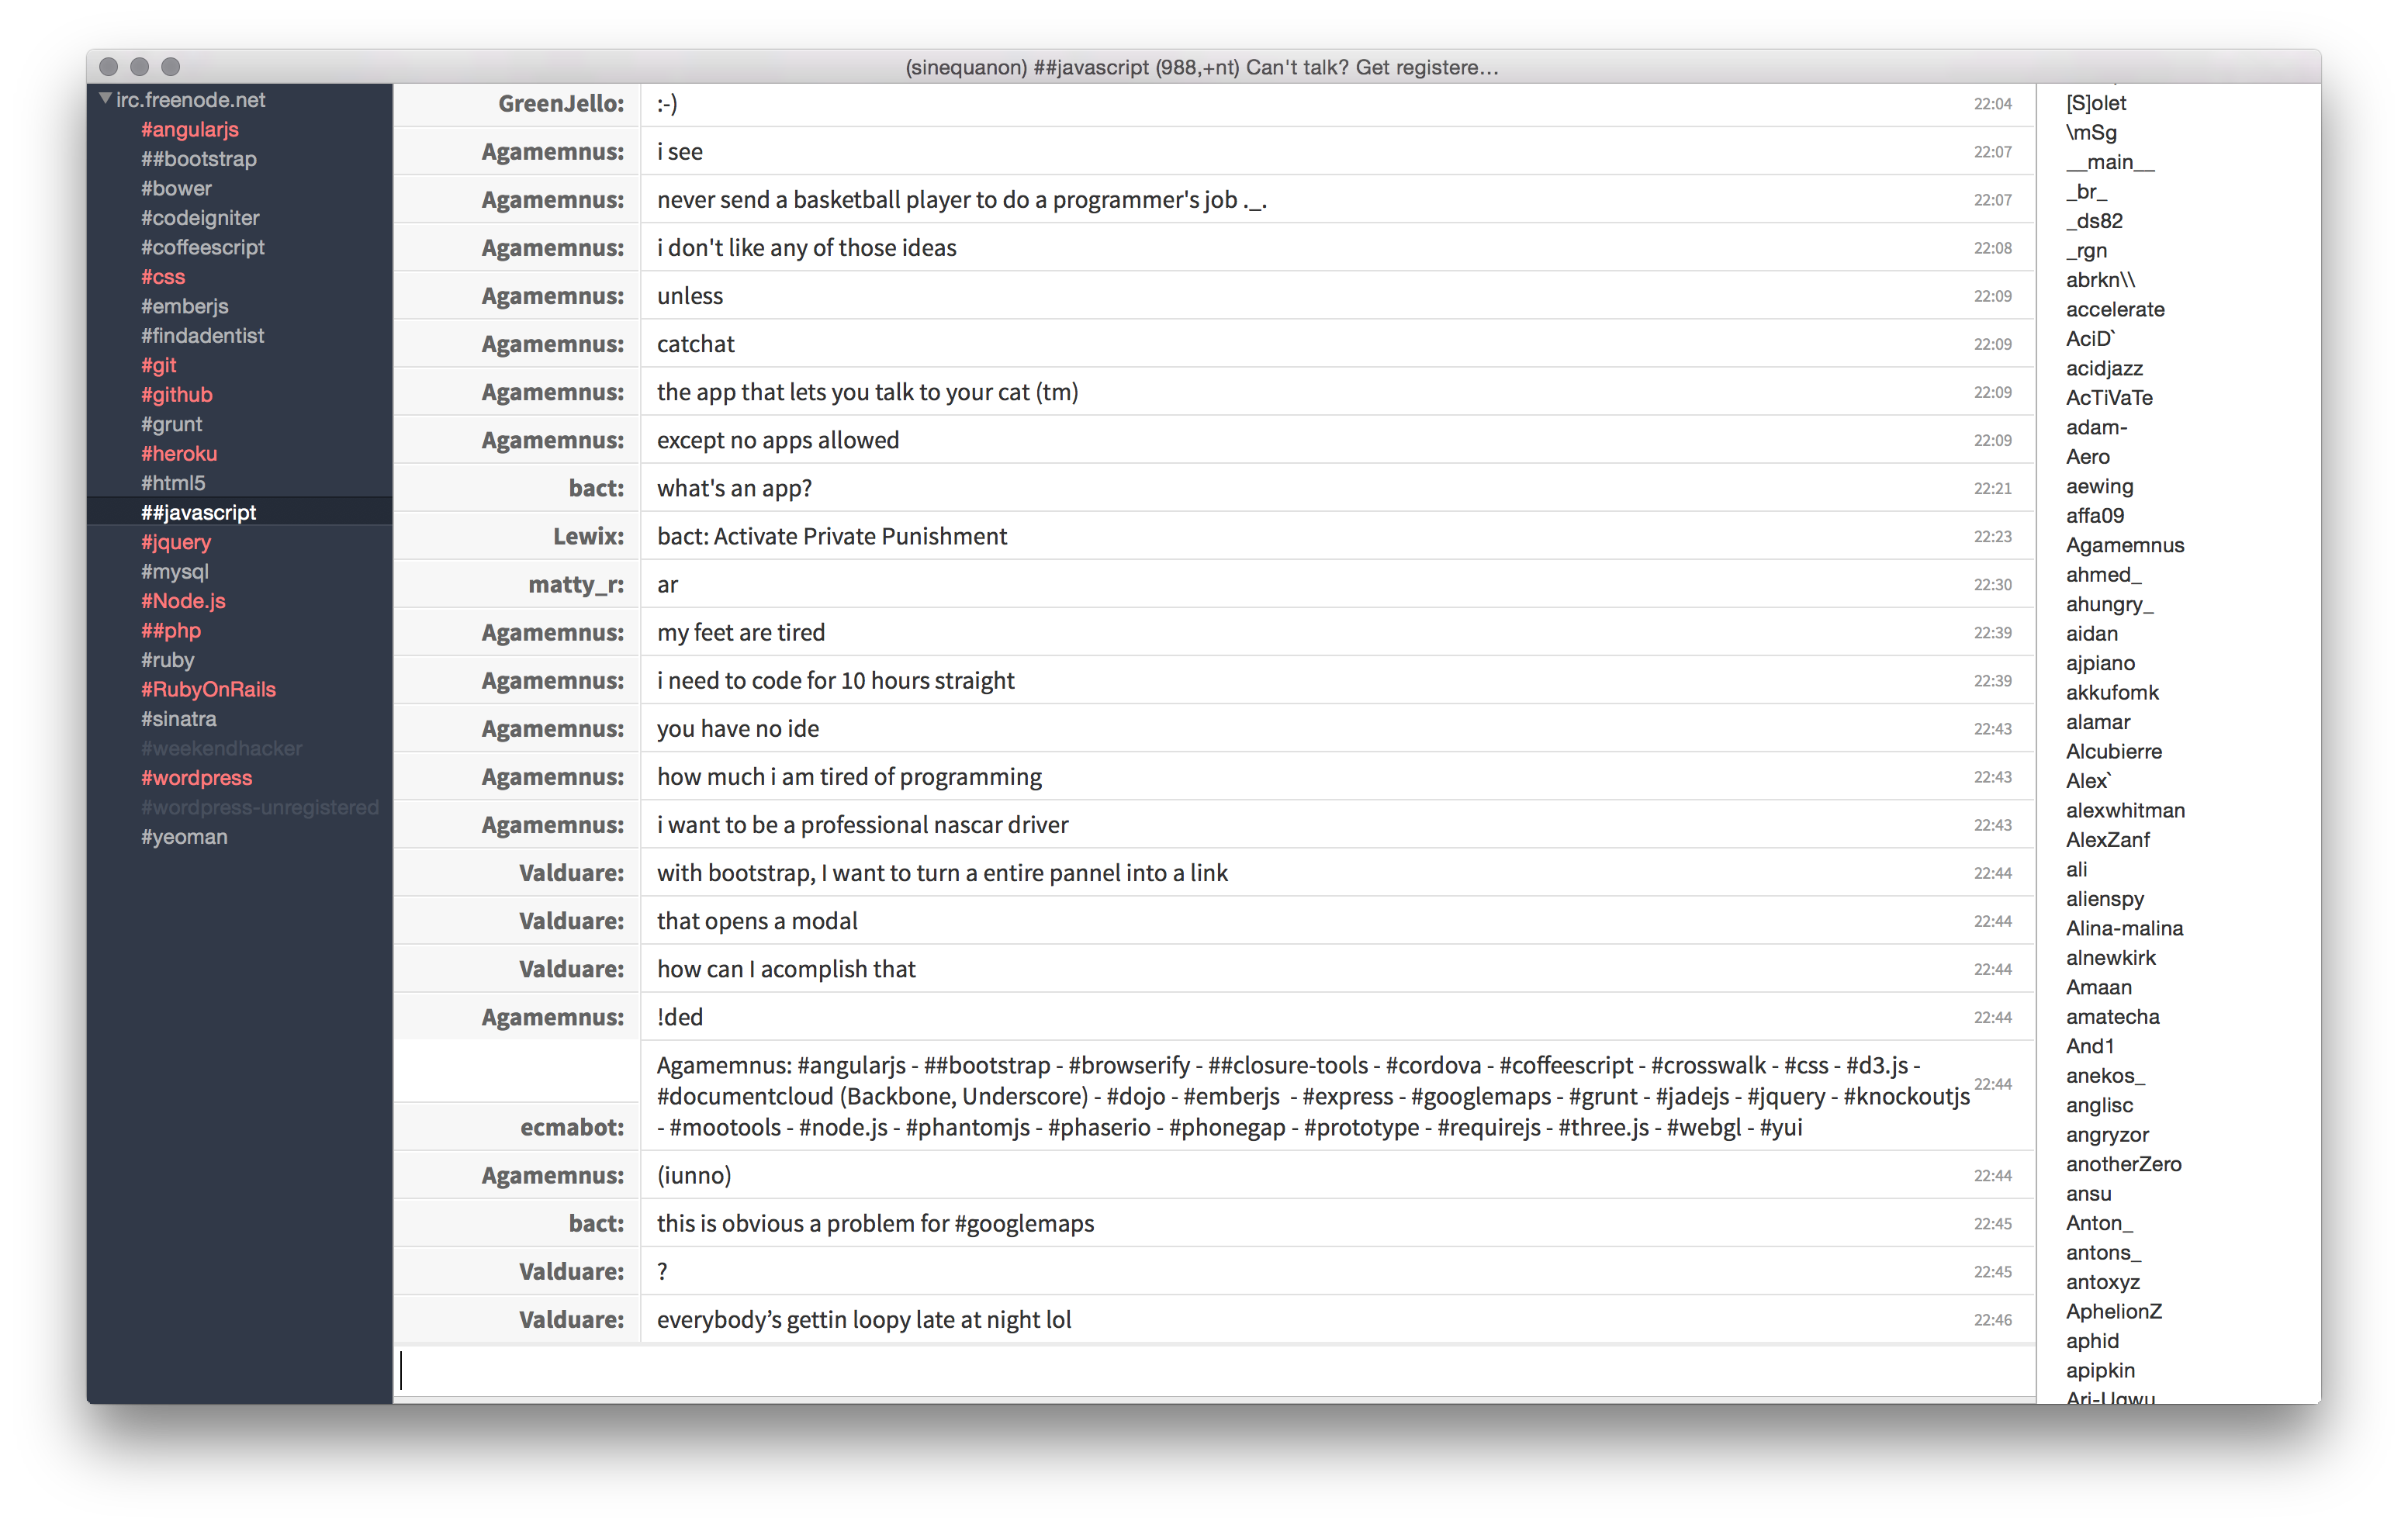 (sinequanon) ##javascript (988,+nt) Can't talk? Get registere…
irc.freenode.net
#angularjs
##bootstrap
#bower
#codeigniter
#coffeescript
#css
#emberjs
#findadentist
#git
#github
#grunt
#heroku
#html5
##javascript
#jquery
#mysql
#Node.js
##php
#ruby
#RubyOnRails
#sinatra
#weekendhacker
#wordpress
#wordpress-unregistered
#yeoman
GreenJello: :-) 22:04
Agamemnus: i see 22:07
Agamemnus: never send a basketball player to do a programmer's job ._. 22:07
Agamemnus: i don't like any of those ideas 22:08
Agamemnus: unless 22:09
Agamemnus: catchat 22:09
Agamemnus: the app that lets you talk to your cat (tm) 22:09
Agamemnus: except no apps allowed 22:09
bact: what's an app? 22:21
Lewix: bact: Activate Private Punishment 22:23
matty_r: ar 22:30
Agamemnus: my feet are tired 22:39
Agamemnus: i need to code for 10 hours straight 22:39
Agamemnus: you have no ide 22:43
Agamemnus: how much i am tired of programming 22:43
Agamemnus: i want to be a professional nascar driver 22:43
Valduare: with bootstrap, I want to turn a entire pannel into a link 22:44
Valduare: that opens a modal 22:44
Valduare: how can I acomplish that 22:44
Agamemnus: !ded 22:44
Agamemnus: #angularjs - ##bootstrap - #browserify - ##closure-tools - #cordova - #coffeescript - #crosswalk - #css - #d3.js -
#documentcloud (Backbone, Underscore) - #dojo - #emberjs  - #express - #googlemaps - #grunt - #jadejs - #jquery - #knockoutjs 22:44
ecmabot: - #mootools - #node.js - #phantomjs - #phaserio - #phonegap - #prototype - #requirejs - #three.js - #webgl - #yui
Agamemnus: (iunno) 22:44
bact: this is obvious a problem for #googlemaps 22:45
Valduare: ? 22:45
Valduare: everybody’s gettin loopy late at night lol 22:46
[S]olet
\mSg
__main__
_br_
_ds82
_rgn
abrkn\\
accelerate
AciD`
acidjazz
AcTiVaTe
adam-
Aero
aewing
affa09
Agamemnus
ahmed_
ahungry_
aidan
ajpiano
akkufomk
alamar
Alcubierre
Alex`
alexwhitman
AlexZanf
ali
alienspy
Alina-malina
alnewkirk
Amaan
amatecha
And1
anekos_
anglisc
angryzor
anotherZero
ansu
Anton_
antons_
antoxyz
AphelionZ
aphid
apipkin
Ari-Ugwu